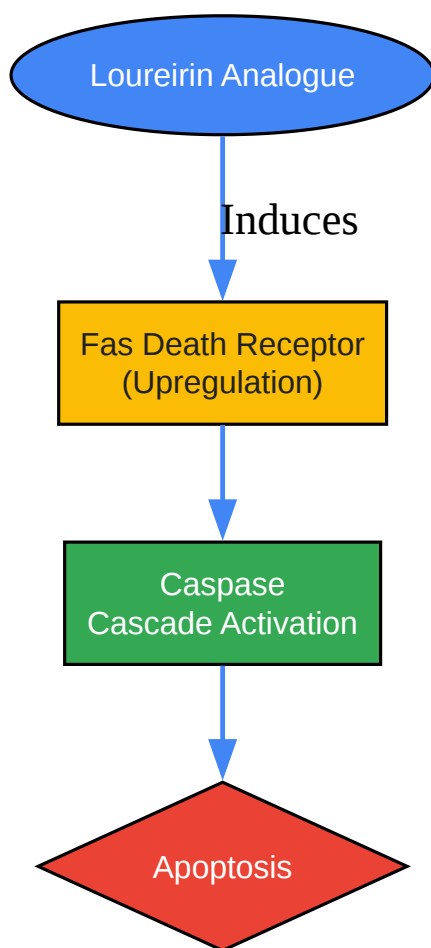 Loureirin Analogue
Induces
Fas Death Receptor
(Upregulation)
Caspase
Cascade Activation
Apoptosis